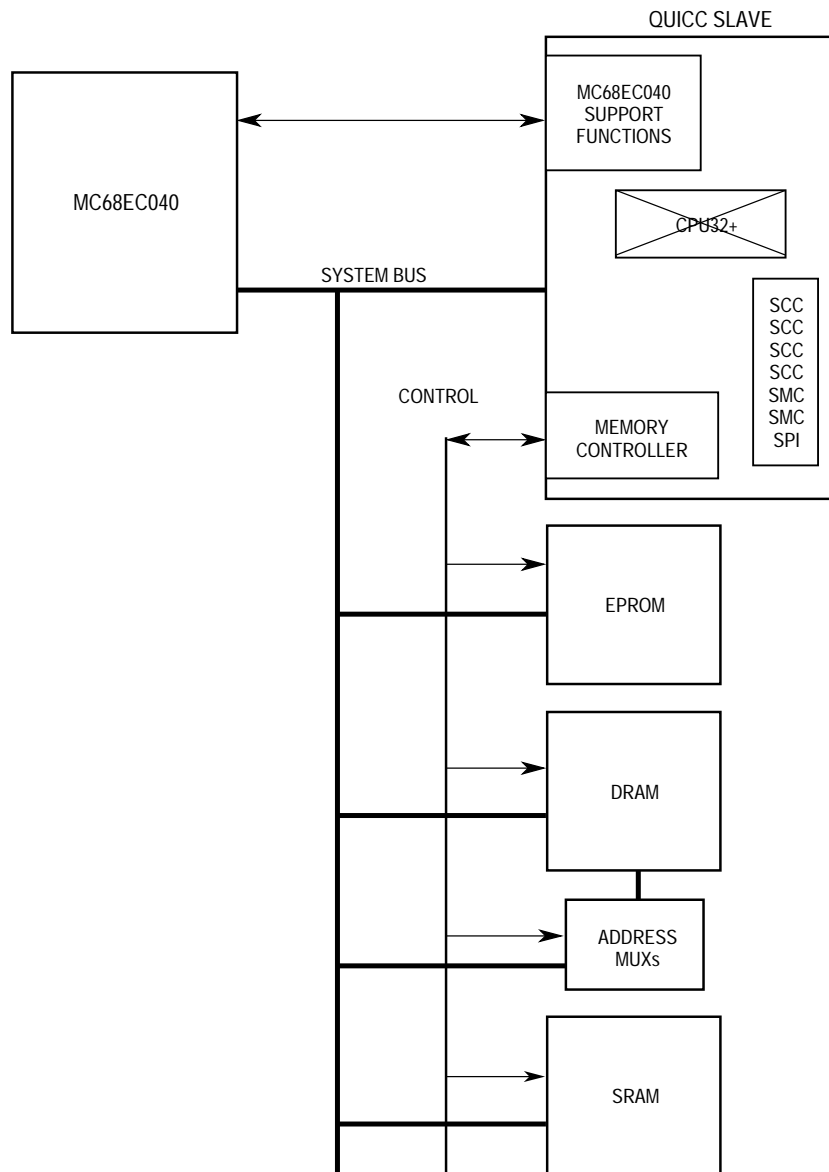 QUICC SLAVE
MC68EC040
SUPPORT
FUNCTIONS
MC68EC040
CPU32+
SYSTEM BUS
SCC
SCC
SCC
SCC
SMC
SMC
SPI
CONTROL
MEMORY
CONTROLLER
EPROM
DRAM
ADDRESS
MUXs
SRAM